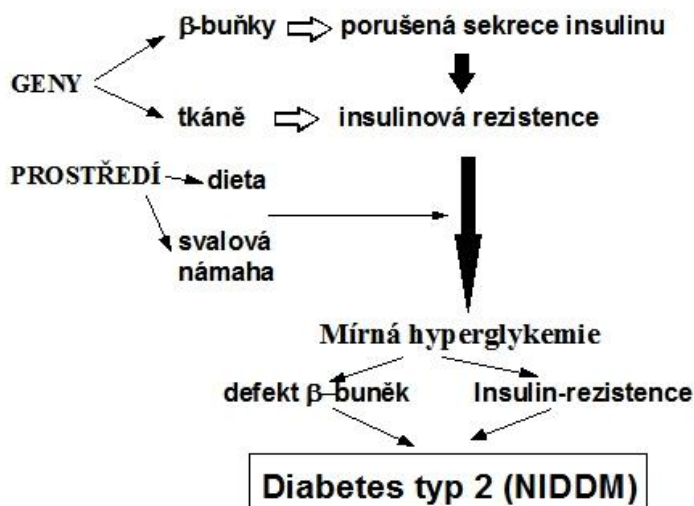 β-buňky porušená sekrece insulinu
GENY
tkáně insulinová rezistence
PROSTŘEDÍ dieta
svalová
námaha
Mírná hyperglykemie
defekt β-buněk Insulin-rezistence
Diabetes typ 2 (NIDDM)